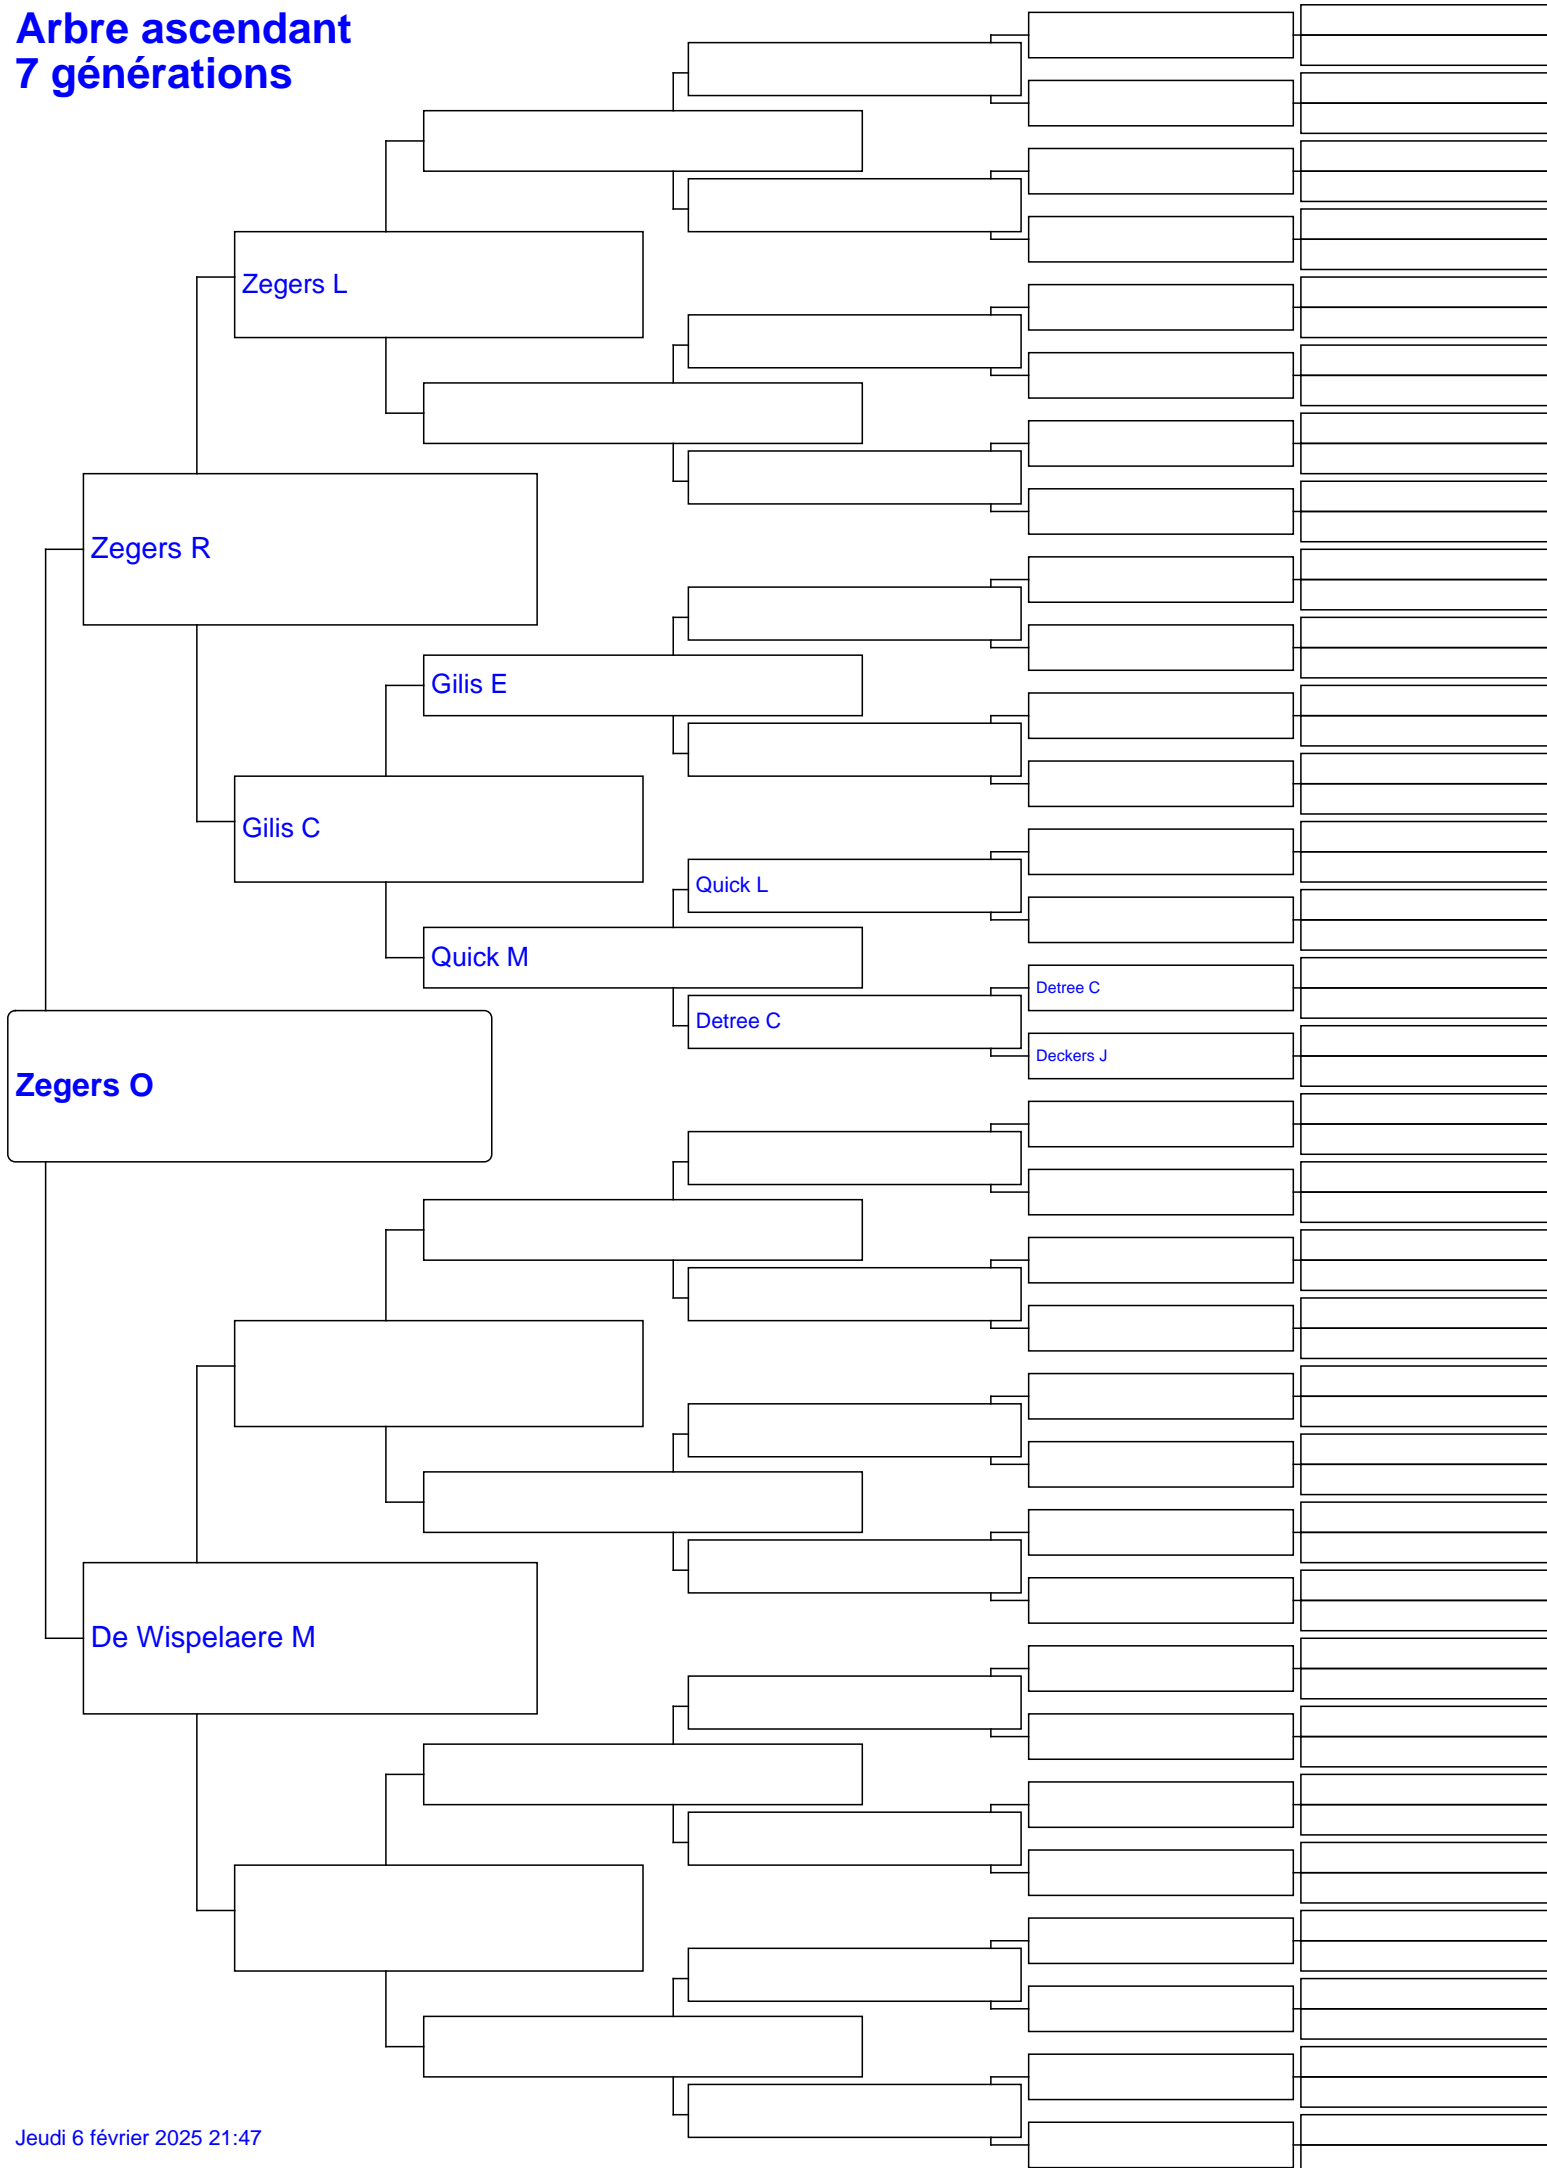 Arbre ascendant
7 générations
Zegers L
Zegers R
Gilis E
Gilis C
Quick L
Quick M
Detree C
Detree C
Deckers J
Zegers O
De Wispelaere M
Jeudi 6 février 2025 21:47